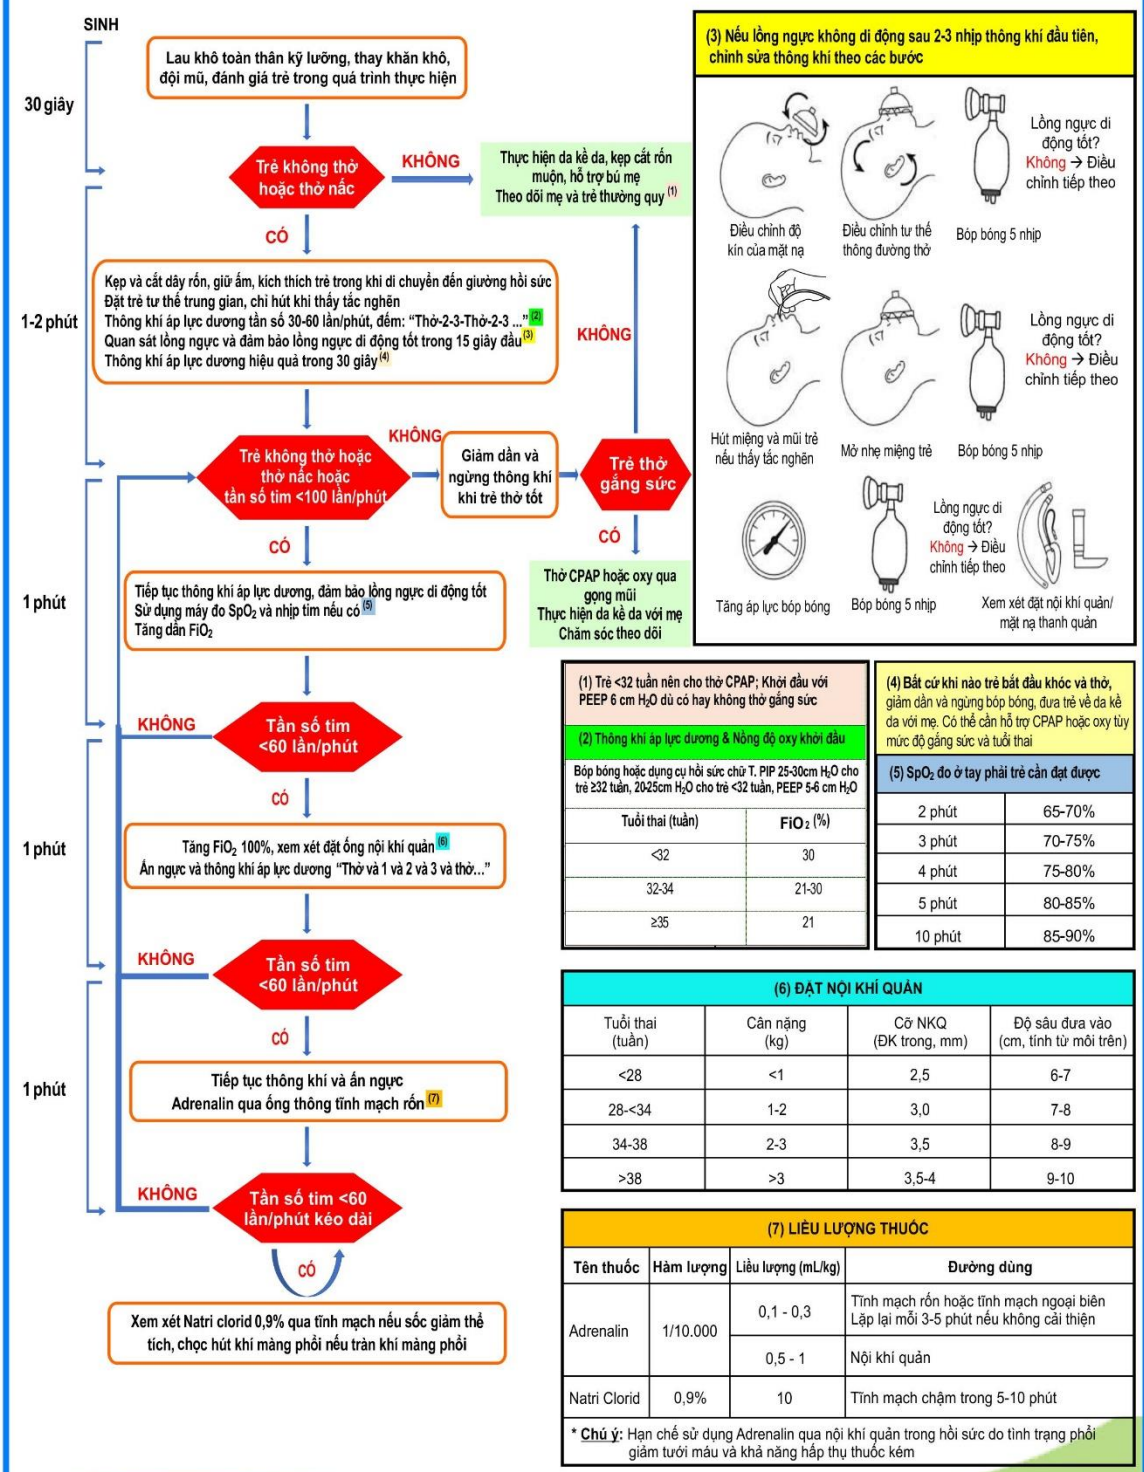 SINH
Lau khô toàn thân kỹ lưỡng, thay khăn khô,
đội mũ, đánh giá trẻ trong quá trình thực hiện
30 giây
Trẻ không thở
hoặc thở nấc
KHÔNG
Thực hiện da kề da, kẹp cắt rốn
muộn, hỗ trợ bú mẹ
Theo dõi mẹ và trẻ thường quy (1)
CÓ
1-2 phút
Kẹp và cắt dây rốn, giữ ấm, kích thích trẻ trong khi di chuyển đến giường hồi sức
Đặt trẻ tư thế trung gian, chỉ hút khi thấy tắc nghẽn
Thông khí áp lực dương tần số 30-60 lần/phút, đếm: “Thở-2-3-Thở-2-3 ...” (2)
Quan sát lồng ngực và đảm bảo lồng ngực di động tốt trong 15 giây đầu (3)
Thông khí áp lực dương hiệu quả trong 30 giây (4)
KHÔNG
Trẻ không thở hoặc
thở nấc hoặc
tần số tim <100 lần/phút
KHÔNG
Giảm dần và
ngừng thông khí
khi trẻ thở tốt
Trẻ thở
gắng sức
CÓ
CÓ
1 phút
Tiếp tục thông khí áp lực dương, đảm bảo lồng ngực di động tốt
Sử dụng máy đo SpO2 và nhịp tim nếu có (5)
Tăng dần FiO2
Thở CPAP hoặc oxy qua
gọng mũi
Thực hiện da kề da với mẹ
Chăm sóc theo dõi
KHÔNG
Tần số tim
<60 lần/phút
CÓ
1 phút
Tăng FiO2 100%, xem xét đặt ống nội khí quản (6)
Ấn ngực và thông khí áp lực dương “Thở và 1 và 2 và 3 và thở...”
KHÔNG
Tần số tim
<60 lần/phút
CÓ
1 phút
Tiếp tục thông khí và ấn ngực
Adrenalin qua ống thông tĩnh mạch rốn (7)
KHÔNG
Tần số tim <60
lần/phút kéo dài
CÓ
Xem xét Natri clorid 0,9% qua tĩnh mạch nếu sốc giảm thể
tích, chọc hút khí màng phổi nếu tràn khí màng phổi
(3) Nếu lồng ngực không di động sau 2-3 nhịp thông khí đầu tiên,
chỉnh sửa thông khí theo các bước
Điều chỉnh độ
kín của mặt nạ
Điều chỉnh tư thế
thông đường thở
Bóp bóng 5 nhịp
Lồng ngực di
động tốt?
Không → Điều
chỉnh tiếp theo
Hút miệng và mũi trẻ
nếu thấy tắc nghẽn
Mở nhẹ miệng trẻ
Bóp bóng 5 nhịp
Lồng ngực di
động tốt?
Không → Điều
chỉnh tiếp theo
Tăng áp lực bóp bóng
Bóp bóng 5 nhịp
Lồng ngực di
động tốt?
Không → Điều
chỉnh tiếp theo
Xem xét đặt nội khí quản/
mặt nạ thanh quản
(1) Trẻ <32 tuần nên cho thở CPAP; Khởi đầu với
PEEP 6 cm H2O dù có hay không thở gắng sức
(2) Thông khí áp lực dương & Nồng độ oxy khởi đầu
Bóp bóng hoặc dụng cụ hồi sức chữ T. PIP 25-30cm H2O cho
trẻ ≥32 tuần, 20-25cm H2O cho trẻ <32 tuần, PEEP 5-6 cm H2O
Tuổi thai (tuần) FiO2 (%)
<32 30
32-34 21-30
≥35 21
(4) Bất cứ khi nào trẻ bắt đầu khóc và thở,
giảm dần và ngừng bóp bóng, đưa trẻ về da kề
da với mẹ. Có thể cần hỗ trợ CPAP hoặc oxy tùy
mức độ gắng sức và tuổi thai
(5) SpO2 đo ở tay phải trẻ cần đạt được
2 phút 65-70%
3 phút 70-75%
4 phút 75-80%
5 phút 80-85%
10 phút 85-90%
(6) ĐẶT NỘI KHÍ QUẢN
Tuổi thai
(tuần)
Cân nặng
(kg)
Cỡ NKQ
(ĐK trong, mm)
Độ sâu đưa vào
(cm, tính từ môi trên)
<28 <1 2,5 6-7
28-<34 1-2 3,0 7-8
34-38 2-3 3,5 8-9
>38 >3 3,5-4 9-10
(7) LIỀU LƯỢNG THUỐC
Tên thuốc Hàm lượng Liều lượng (mL/kg) Đường dùng
Adrenalin 1/10.000
0,1 - 0,3
Tĩnh mạch rốn hoặc tĩnh mạch ngoại biên
Lặp lại mỗi 3-5 phút nếu không cải thiện
0,5 - 1 Nội khí quản
Natri Clorid 0,9% 10 Tĩnh mạch chậm trong 5-10 phút
* Chú ý: Hạn chế sử dụng Adrenalin qua nội khí quản trong hồi sức do tình trạng phổi
giảm tưới máu và khả năng hấp thụ thuốc kém